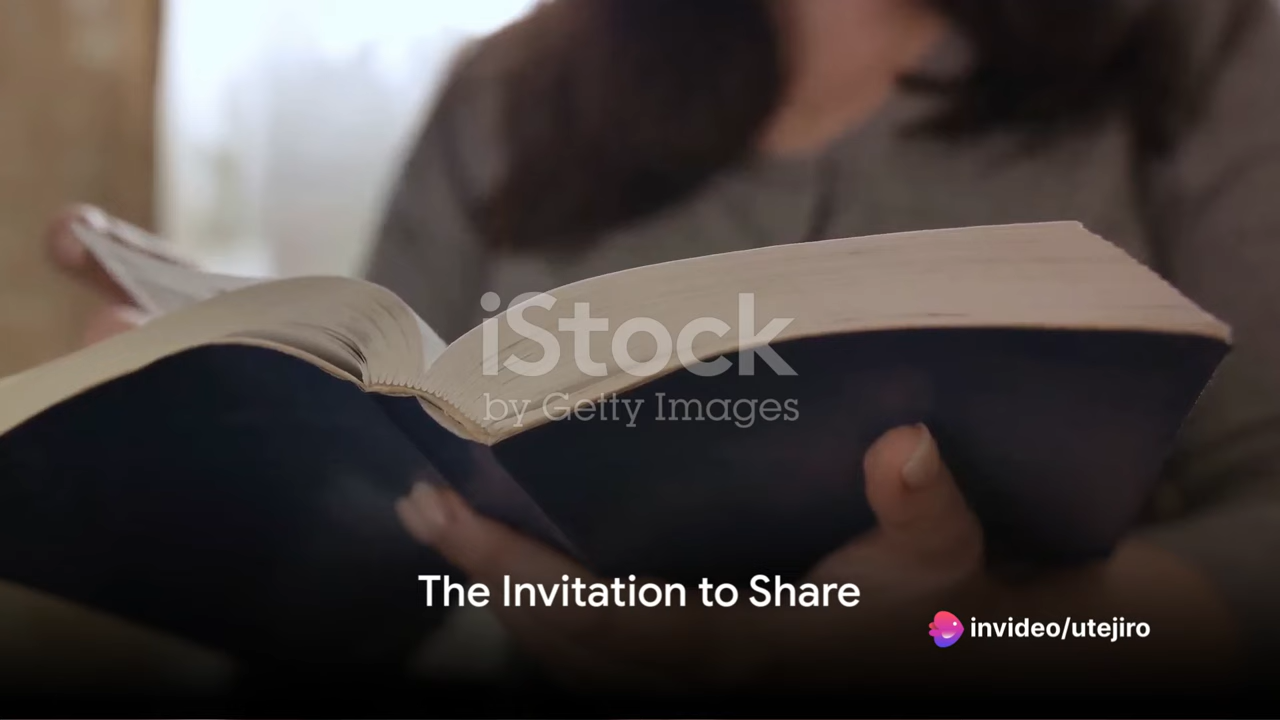 iStock
by Getty Images
The Invitation to Share
invideo/utejiro